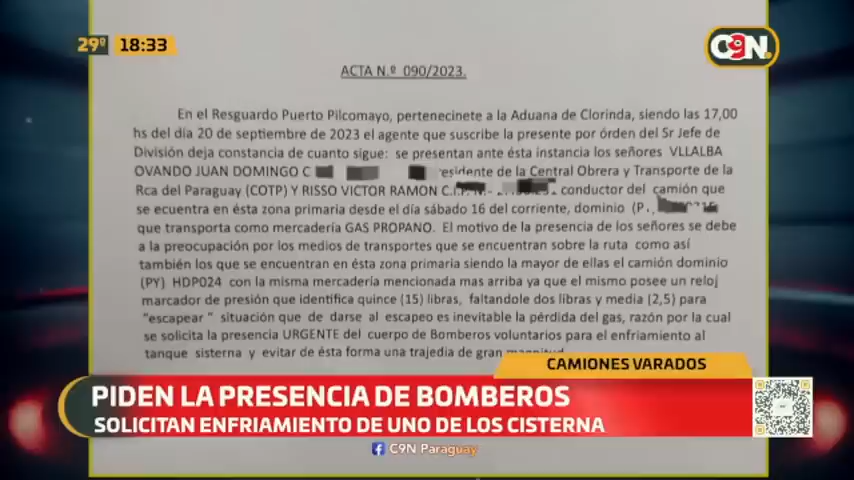 29º 18:33
C9N.
ACTA N.º 090/2023.
En el Resguardo Puerto Pilcomayo, pertenecinete a la Aduana de Clorinda, siendo las 17,00
hs del día 20 de septiembre de 2023 el agente que suscribe la presente por órden del Sr Jefe de
División deja constancia de cuanto sigue: se presentan ante ésta instancia los señores VLLALBA
OVANDO JUAN DOMINGO C residente de la Central Obrera y Transporte de la
Rca del Paraguay (COTP) Y RISSO VICTOR RAMON conductor del camión que
se ecuentra en ésta zona primaria desde el día sábado 16 del corriente, dominio
que transporta como mercadería GAS PROPANO. El motivo de la presencia de los señores se debe
a la preocupación por los medios de transportes que se encuentran sobre la ruta como así
también los que se encuentran en ésta zona primaria siendo la mayor de ellas el camión dominio
(PY) HDP024 con la misma mercadería mencionada mas arriba ya que el mismo posee un reloj
marcador de presión que identifica quince (15) libras, faltandole dos libras y media (2,5) para
"escapear " situación que de darse al escapeo es inevitable la pérdida del gas, razón por la cual
se solicita la presencia URGENTE del cuerpo de Bomberos voluntarios para el enfriamiento al
tanque sisterna y evitar de ésta forma una trajedia de gran
CAMIONES VARADOS
PIDEN LA PRESENCIA DE BOMBEROS
SOLICITAN ENFRIAMIENTO DE UNO DE LOS CISTERNA
C9N Paraguay